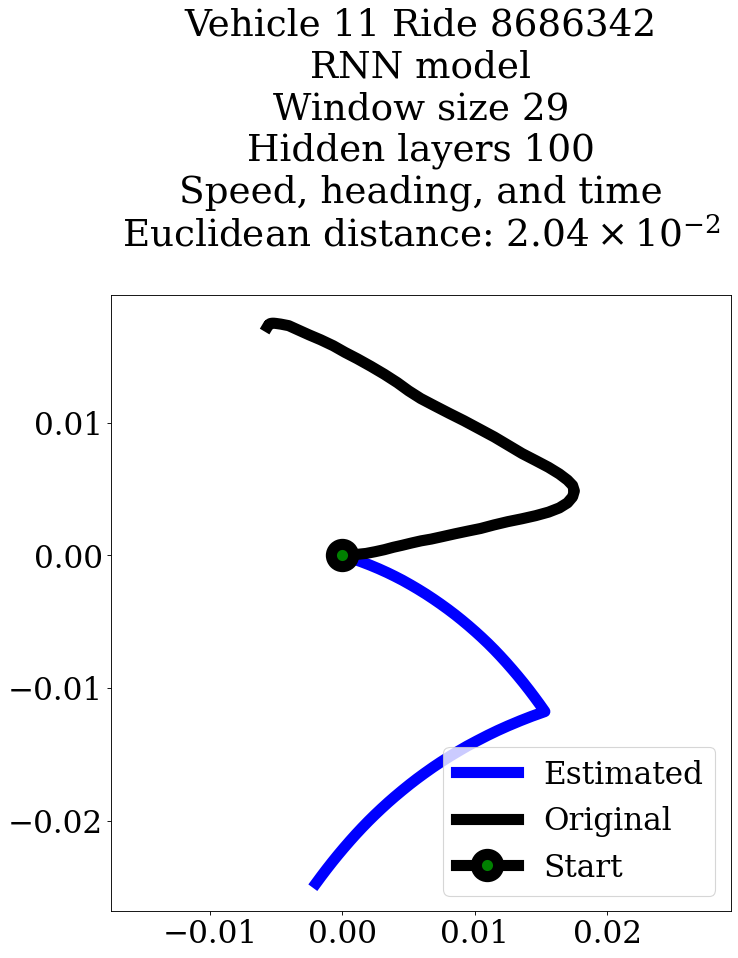 Vehicle 11 Ride 8686342
RNN model
Window size 29
Hidden layers 100
Speed, heading, and time
Euclidean distance: 2.04 × 10⁻²
0.01
0.00
−0.01
−0.02
Estimated
Original
Start
−0.01 0.00 0.01 0.02